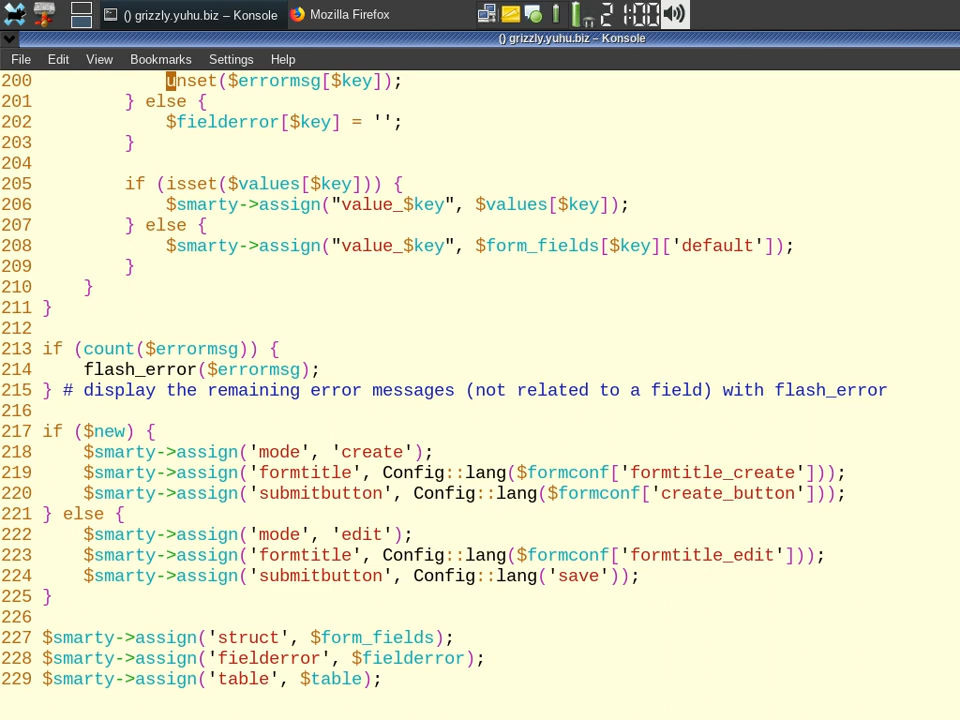 () grizzly.yuhu.biz – Konsole Mozilla Firefox 21:00
() grizzly.yuhu.biz – Konsole
File Edit View Bookmarks Settings Help
200             unset($errormsg[$key]);
201         } else {
202             $fielderror[$key] = '';
203         }
204
205         if (isset($values[$key])) {
206             $smarty->assign("value_$key", $values[$key]);
207         } else {
208             $smarty->assign("value_$key", $form_fields[$key]['default']);
209         }
210     }
211 }
212
213 if (count($errormsg)) {
214     flash_error($errormsg);
215 } # display the remaining error messages (not related to a field) with flash_error
216
217 if ($new) {
218     $smarty->assign('mode', 'create');
219     $smarty->assign('formtitle', Config::lang($formconf['formtitle_create']));
220     $smarty->assign('submitbutton', Config::lang($formconf['create_button']));
221 } else {
222     $smarty->assign('mode', 'edit');
223     $smarty->assign('formtitle', Config::lang($formconf['formtitle_edit']));
224     $smarty->assign('submitbutton', Config::lang('save'));
225 }
226
227 $smarty->assign('struct', $form_fields);
228 $smarty->assign('fielderror', $fielderror);
229 $smarty->assign('table', $table);